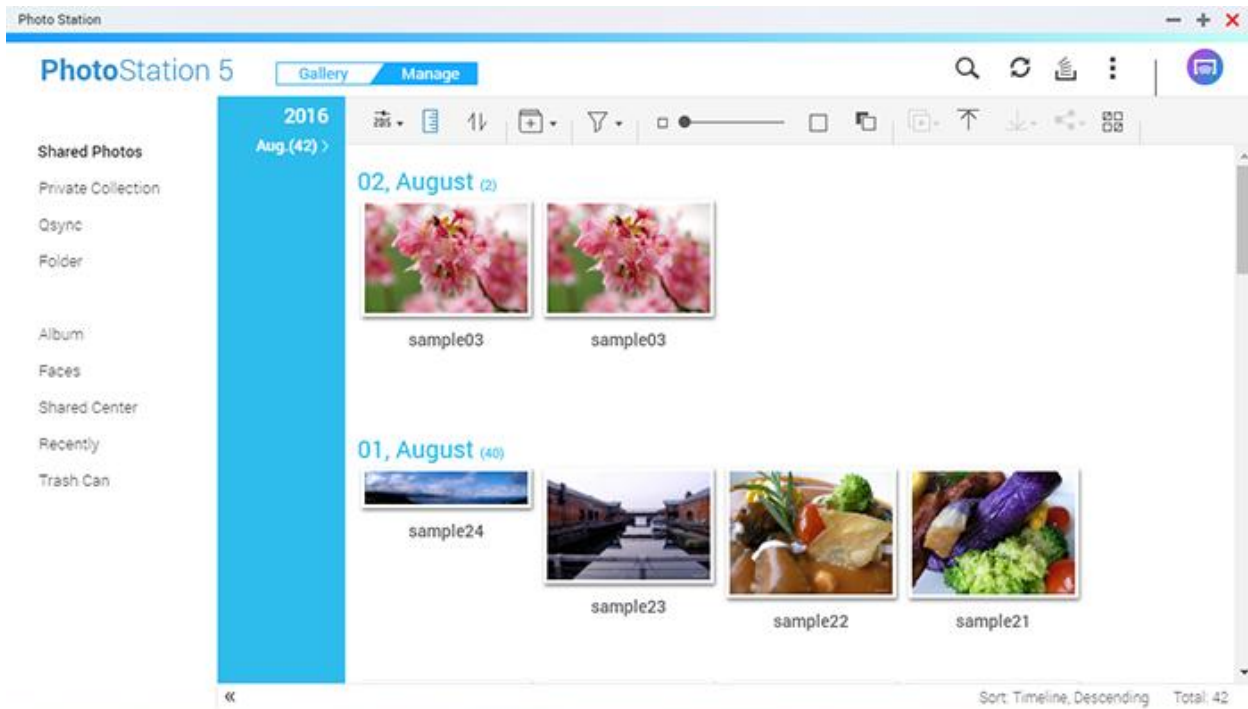 Photo Station
PhotoStation 5
Gallery
Manage
Shared Photos
Private Collection
Qsync
Folder
Album
Faces
Shared Center
Recently
Trash Can
2016
Aug.(42) >
2015
02, August (2)
sample03
sample03
01, August (40)
sample24
sample23
sample22
sample21
«
Sort: Timeline, Descending
Total: 42